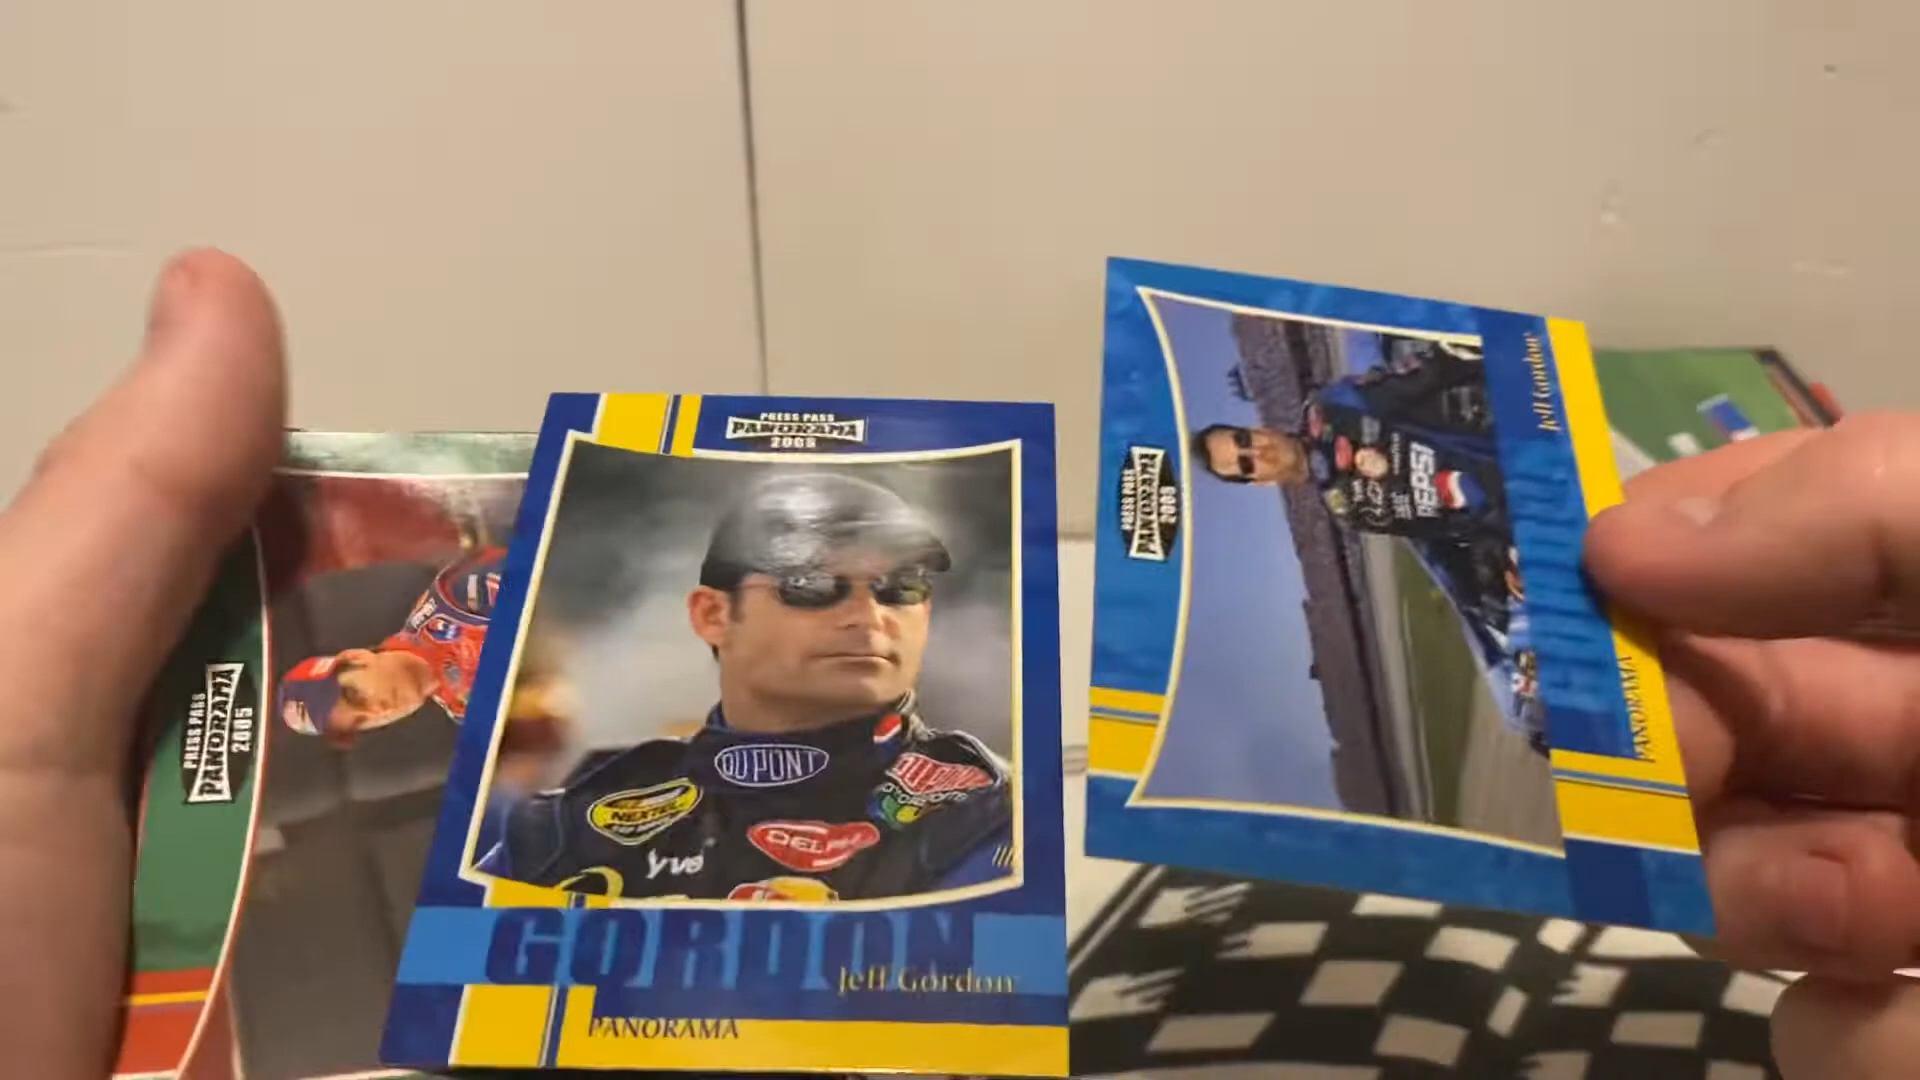 PRESS PASS
PANORAMA
2005
PRESS PASS
PANORAMA
2005
DUPONT
NEXTEL
DELPHI
GORDON
Jeff Gordon
PANORAMA
PRESS PASS
PANORAMA
2005
PEPSI
Jeff Gordon
PANORAMA